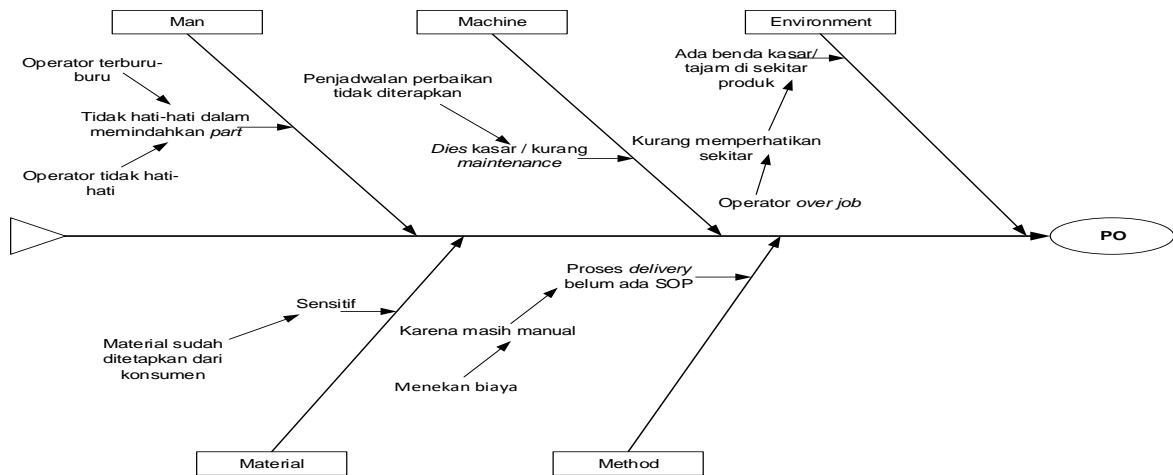 Man
Machine
Environment
Operator terburu-
buru
Tidak hati-hati dalam
memindahkan part
Operator tidak hati-
hati
Penjadwalan perbaikan
tidak diterapkan
Dies kasar / kurang
maintenance
Ada benda kasar/
tajam di sekitar
produk
Kurang memperhatikan
sekitar
Operator over job
PO
Sensitif
Material sudah
ditetapkan dari
konsumen
Proses delivery
belum ada SOP
Karena masih manual
Menekan biaya
Material
Method